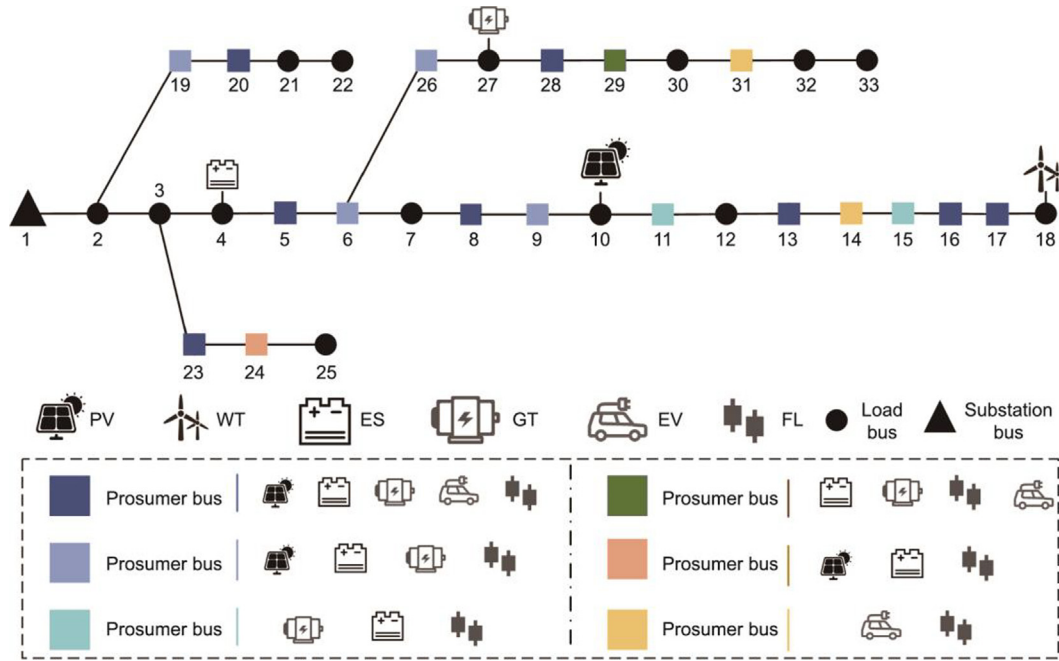 19 20 21 22 26 27 28 29 30 31 32 33
3
1 2 4 5 6 7 8 9 10 11 12 13 14 15 16 17 18
23 24 25
PV WT ES GT EV FL Load bus Substation bus
Prosumer bus Prosumer bus
Prosumer bus Prosumer bus
Prosumer bus Prosumer bus